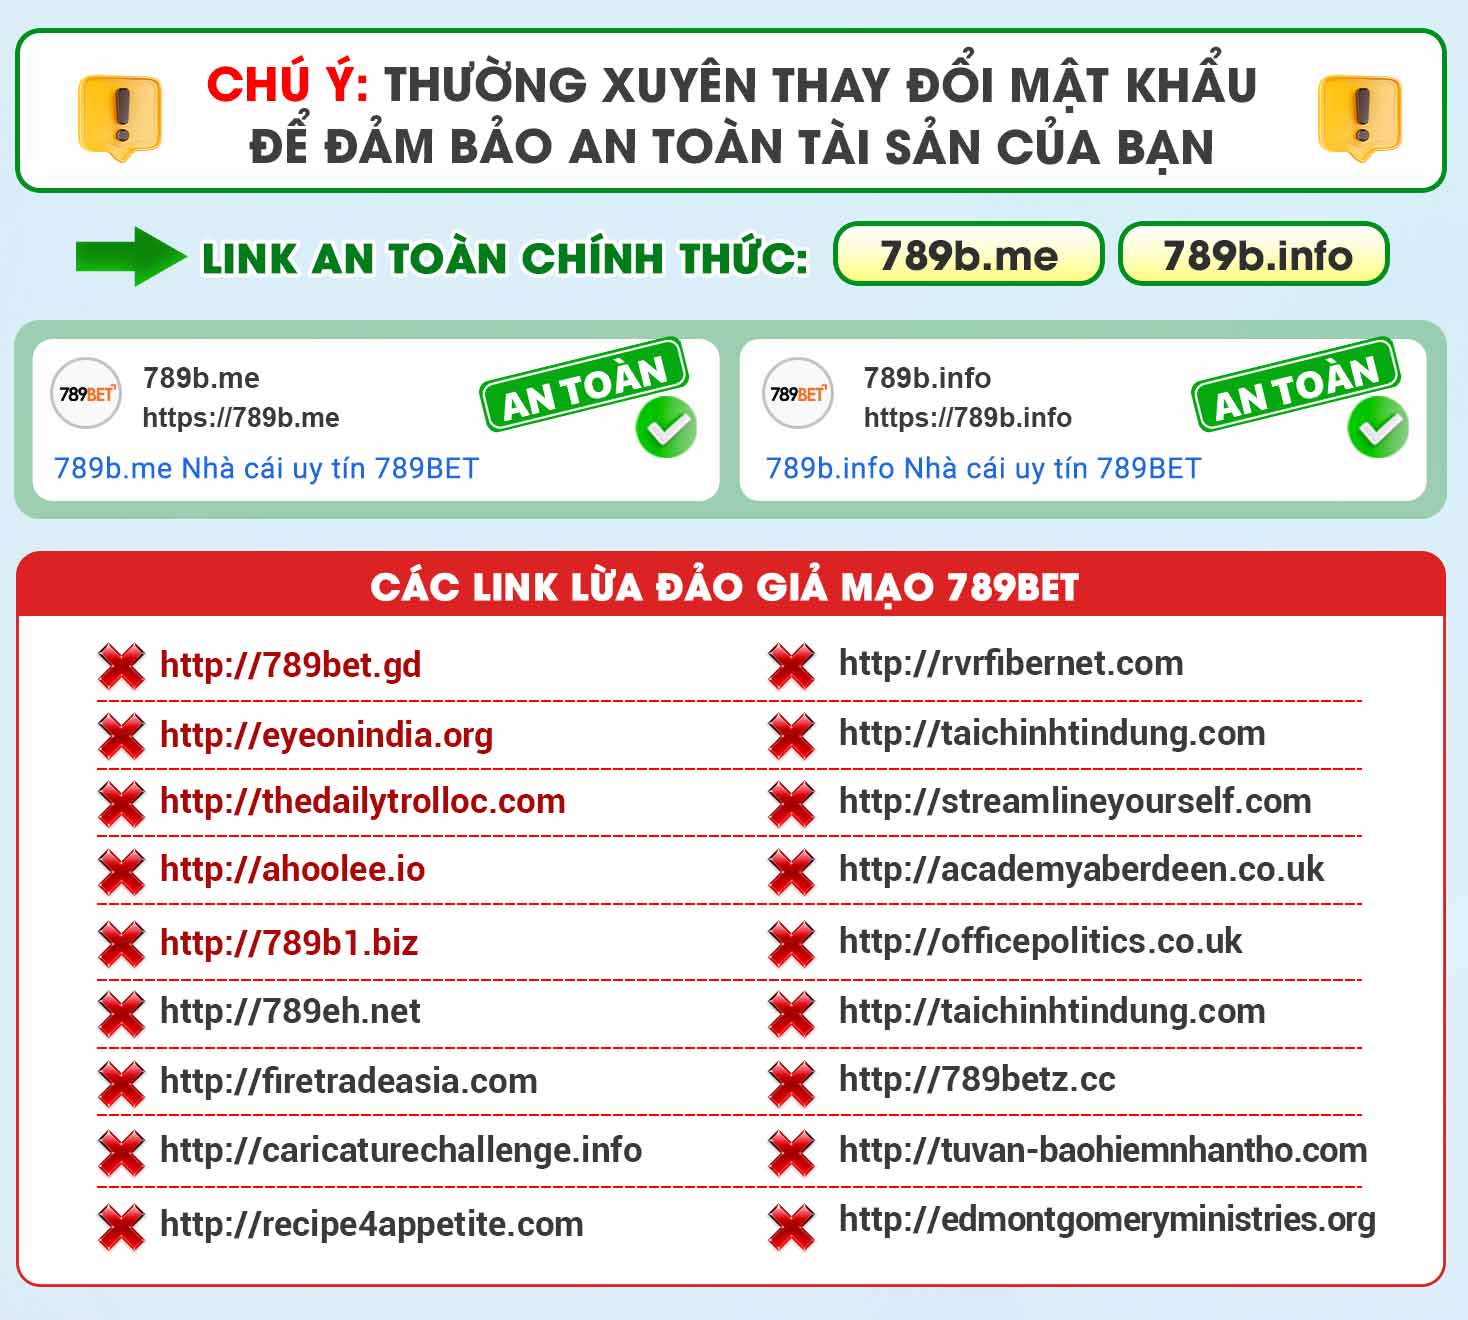 CHÚ Ý: THƯỜNG XUYÊN THAY ĐỔI MẬT KHẨU
ĐỂ ĐẢM BẢO AN TOÀN TÀI SẢN CỦA BẠN
LINK AN TOÀN CHÍNH THỨC: 789b.me 789b.info
789BET
789b.me
https://789b.me
AN TOÀN
789b.me Nhà cái uy tín 789BET
789BET
789b.info
https://789b.info
AN TOÀN
789b.info Nhà cái uy tín 789BET
CÁC LINK LỪA ĐẢO GIẢ MẠO 789BET
http://789bet.gd
http://eyeonindia.org
http://thedailytrolloc.com
http://ahoolee.io
http://789b1.biz
http://789eh.net
http://firetradeasia.com
http://caricaturechallenge.info
http://recipe4appetite.com
http://rvrfibernet.com
http://taichinhtindung.com
http://streamlineyourself.com
http://academyaberdeen.co.uk
http://officepolitics.co.uk
http://taichinhtindung.com
http://789betz.cc
http://tuvan-baohiemnhantho.com
http://edmontgomeryministries.org